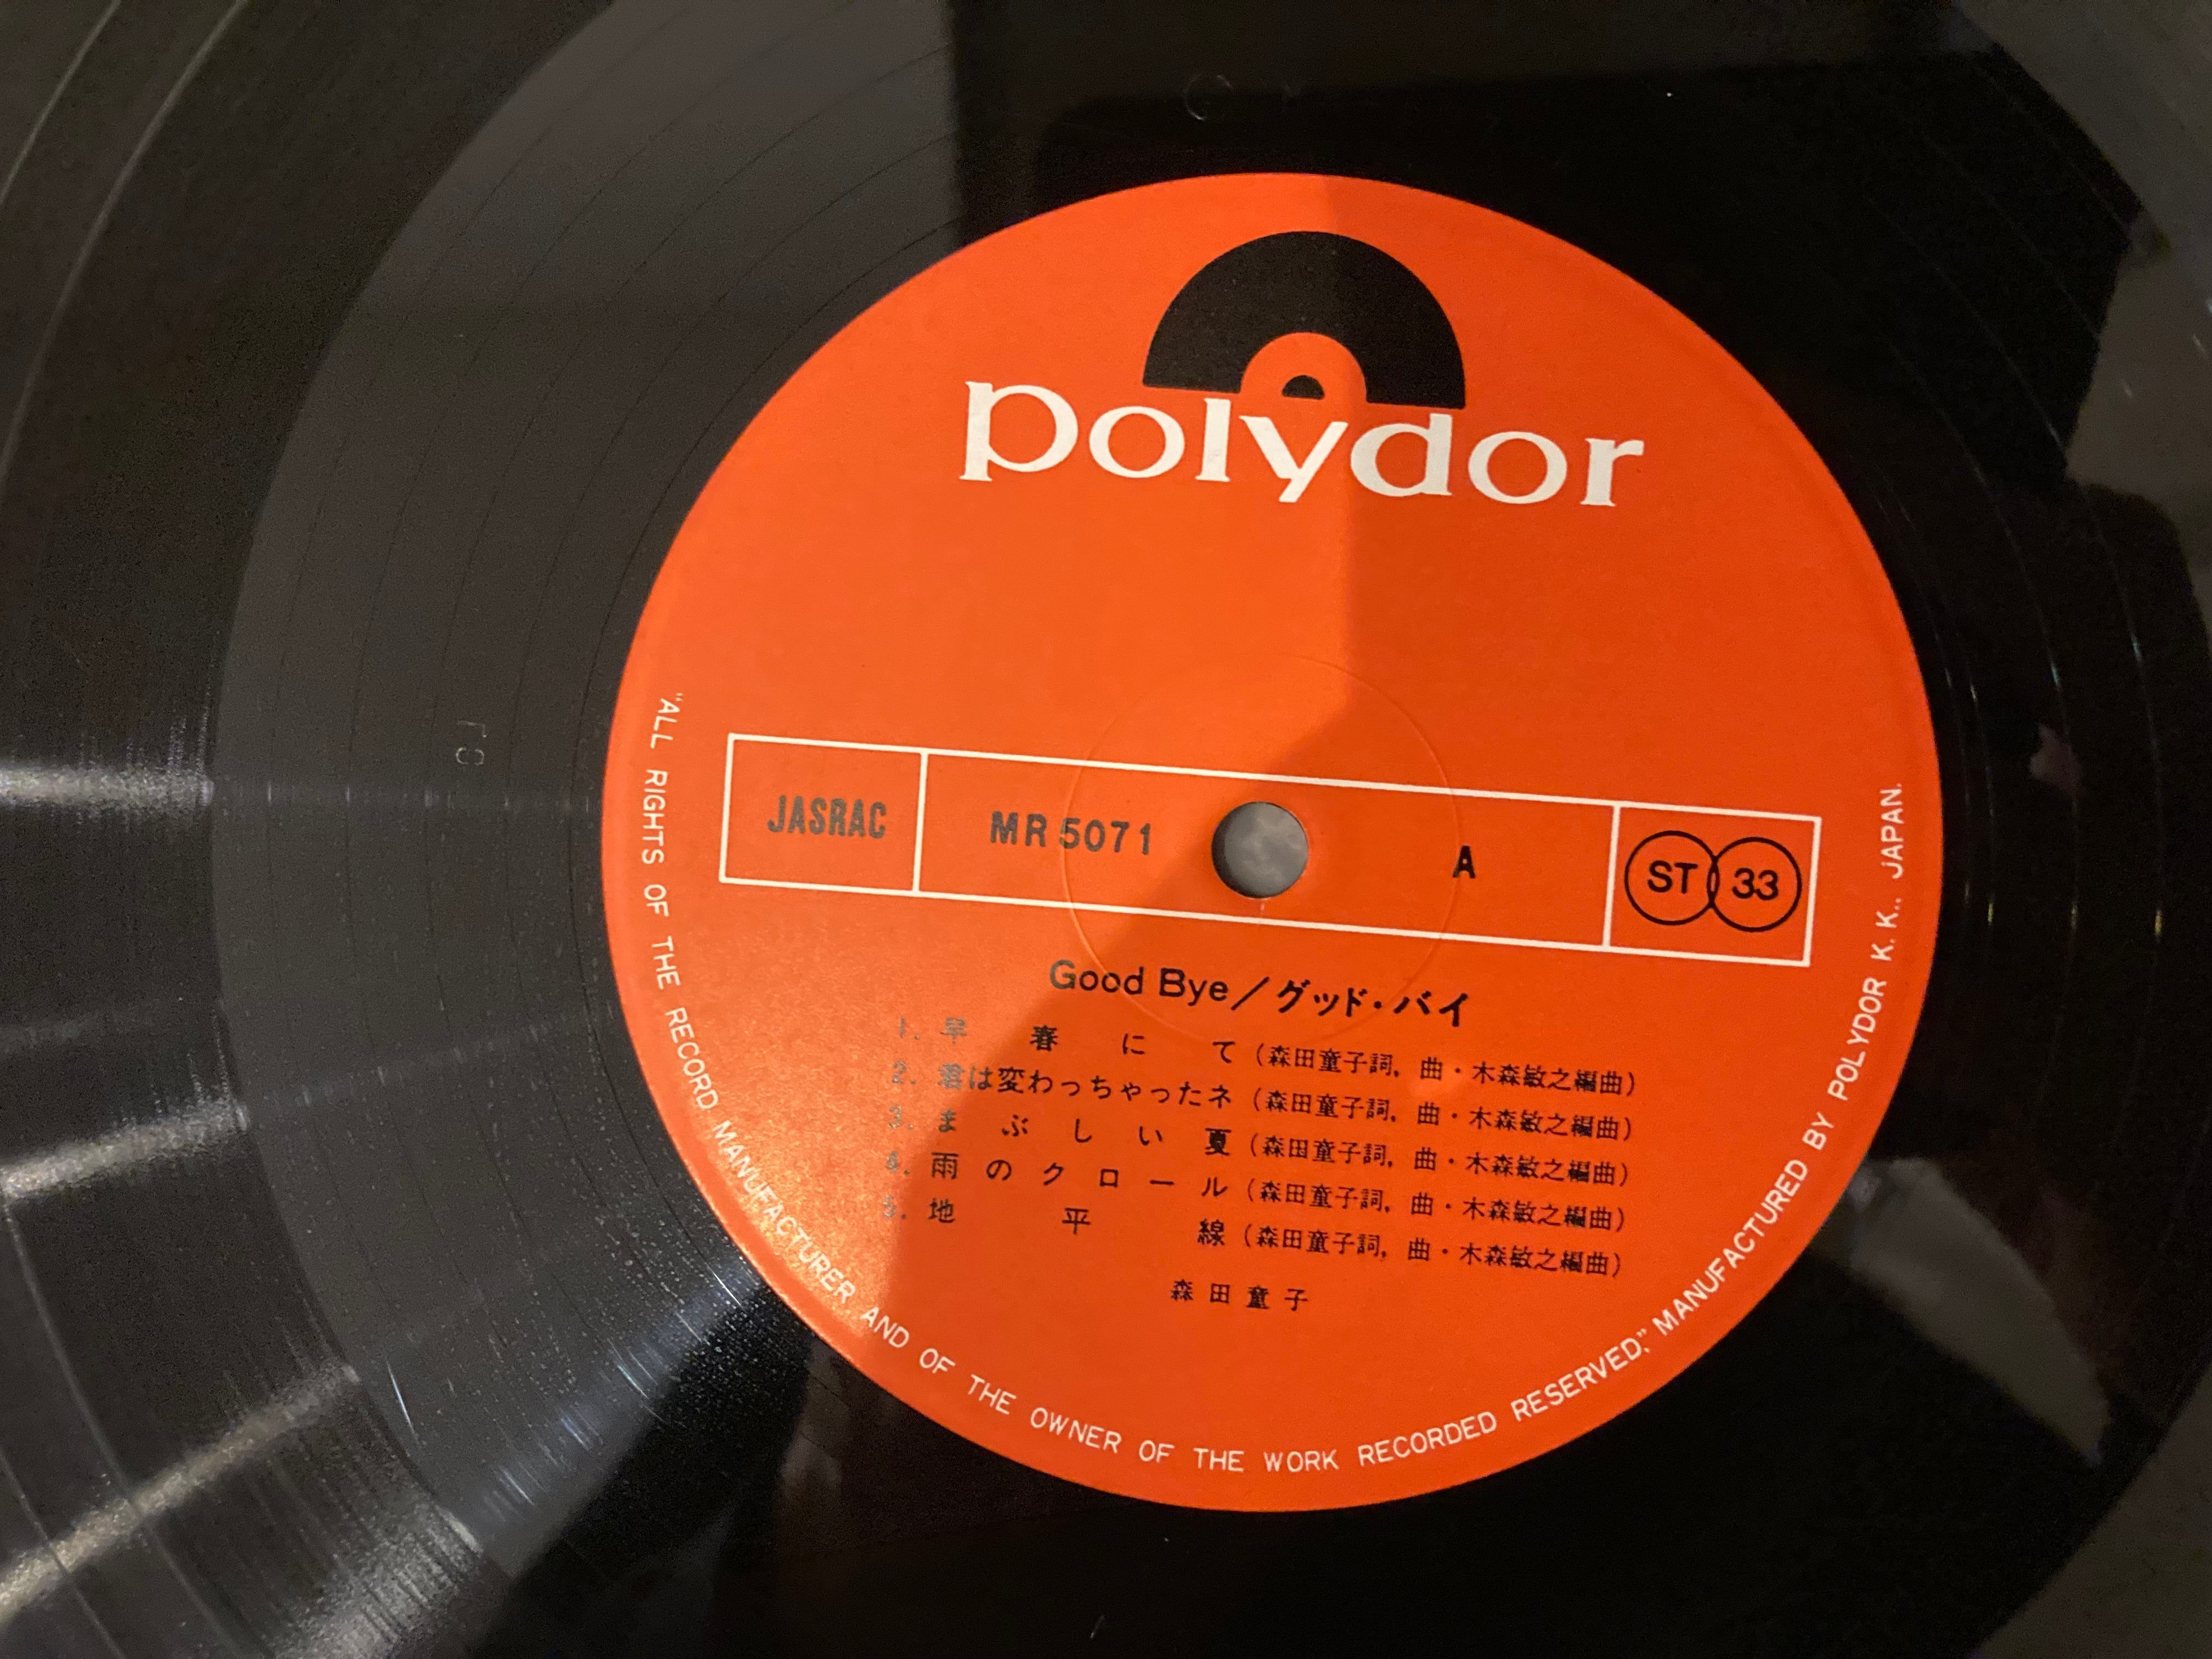 polydor
JASRAC
MR 5071
A
ST 33
Good Bye／グッド・バイ
1. 早春にて（森田童子詞，曲・木森敏之編曲）
2. 君は変わっちゃったネ（森田童子詞，曲・木森敏之編曲）
3. まぶしい夏（森田童子詞，曲・木森敏之編曲）
4. 雨のクロール（森田童子詞，曲・木森敏之編曲）
5. 地平線（森田童子詞，曲・木森敏之編曲）
森田童子
"ALL RIGHTS OF THE RECORD MANUFACTURER AND OF THE OWNER OF THE WORK RECORDED RESERVED;" MANUFACTURED BY POLYDOR K.K., JAPAN.